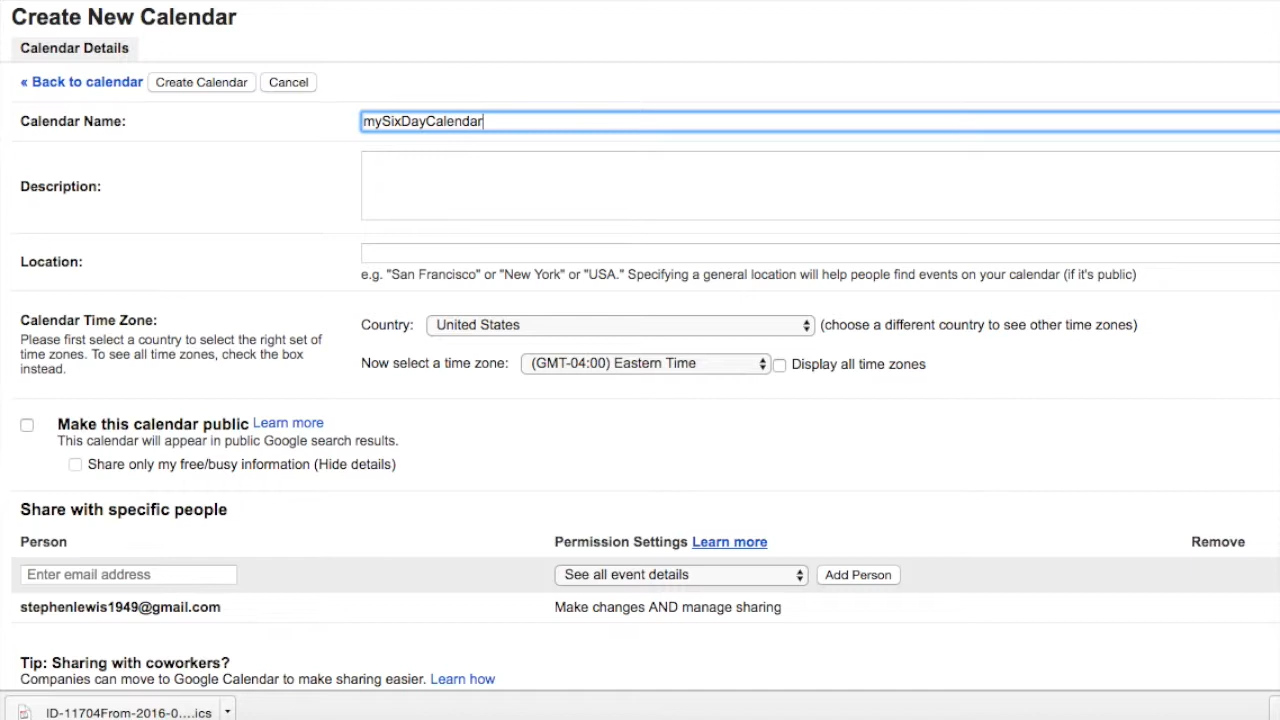 Create New Calendar
Calendar Details
« Back to calendar Create Calendar Cancel
Calendar Name: mySixDayCalendar
Description:
Location:
e.g. "San Francisco" or "New York" or "USA." Specifying a general location will help people find events on your calendar (if it's public)
Calendar Time Zone:
Please first select a country to select the right set of
time zones. To see all time zones, check the box
instead.
Country: United States (choose a different country to see other time zones)
Now select a time zone: (GMT-04:00) Eastern Time Display all time zones
Make this calendar public Learn more
This calendar will appear in public Google search results.
Share only my free/busy information (Hide details)
Share with specific people
Person Permission Settings Learn more Remove
Enter email address See all event details Add Person
stephenlewis1949@gmail.com Make changes AND manage sharing
Tip: Sharing with coworkers?
Companies can move to Google Calendar to make sharing easier. Learn how
ID-11704From-2016-0....ics